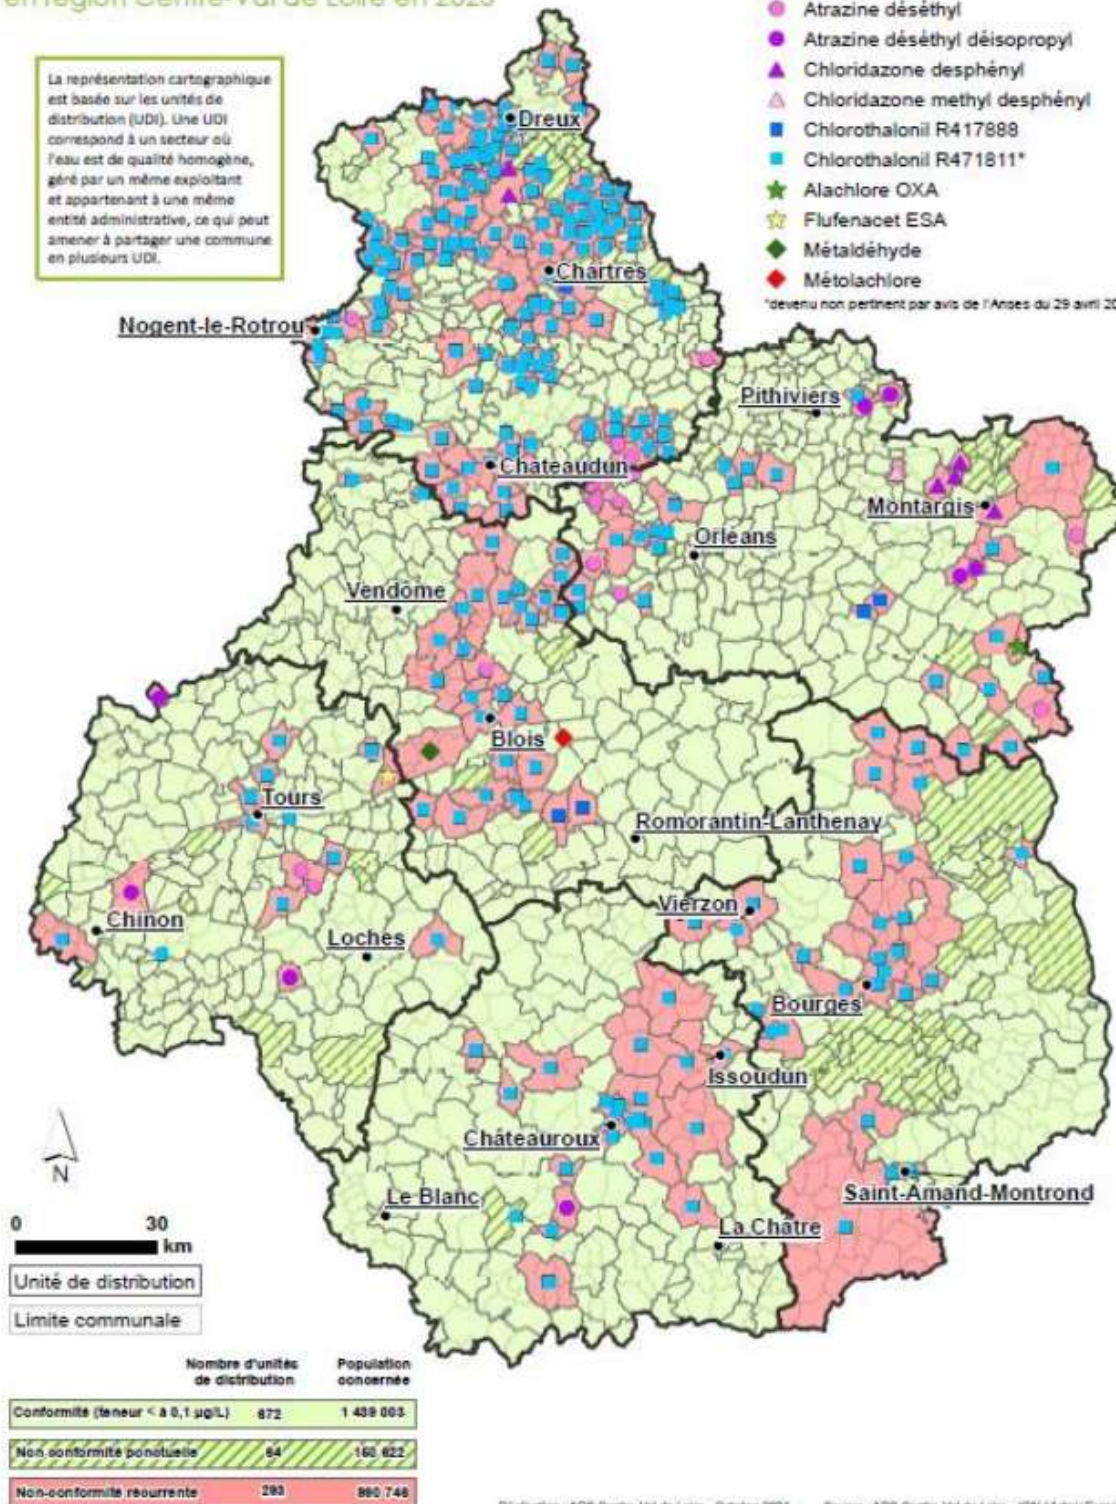 en région Centre-Val de Loire en 2023
La représentation cartographique
est basée sur les unités de
distribution (UDI). Une UDI
correspond à un secteur où
l'eau est de qualité homogène,
géré par un même exploitant
et appartenant à une même
entité administrative, ce qui peut
amener à partager une commune
en plusieurs UDI.
Atrazine déséthyl
Atrazine déséthyl déisopropyl
Chloridazone desphényl
Chloridazone methyl desphényl
Chlorothalonil R417888
Chlorothalonil R471811*
Alachlore OXA
Flufenacet ESA
Métaldéhyde
Métolachlore
*devenu non pertinent par avis de l'Anses du 29 avril 20
Dreux
Chartres
Nogent-le-Rotrou
Pithiviers
Chateaudun
Montargis
Orléans
Vendôme
Blois
Tours
Romorantin-Lanthenay
Vierzon
Chinon
Loches
Bourges
Issoudun
Châteauroux
Le Blanc
Saint-Amand-Montrond
La Chatre
N
0 30
km
Unité de distribution
Limite communale
Nombre d'unités
de distribution
Population
concernée
Conformité (teneur < à 0,1 µg/L) 672 1 439 003
Non conformité ponctuelle 64 160 622
Non-conformité récurrente 293 890 746